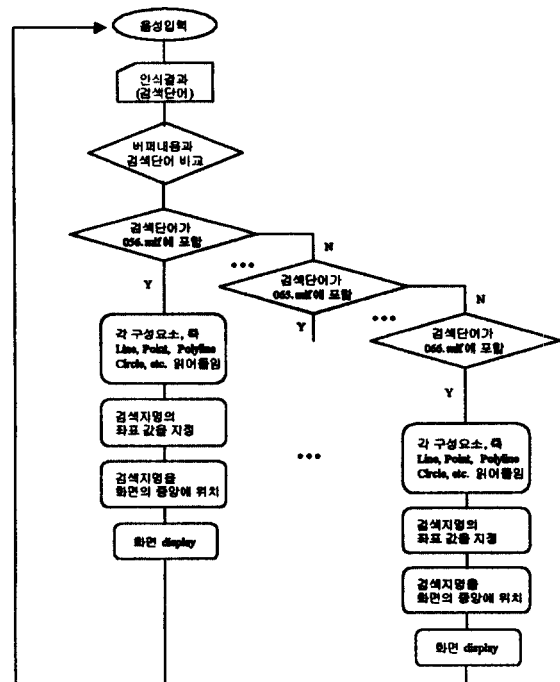 음성입력
인식결과
(검색단어)
버퍼내용과
검색단어 비교
검색단어가
056.mif에 포함
N
Y
•••
검색단어가
065.mif에 포함
N
Y
•••
검색단어가
066.mif에 포함
Y
각 구성요소, 즉
Line, Point, Polyline
Circle, etc. 읽어들임
검색지명의
좌표 값을 지정
검색지명을
화면의 중앙에 위치
화면 display
•••
각 구성요소, 즉
Line, Point, Polyline
Circle, etc. 읽어들임
검색지명의
좌표 값을 지정
검색지명을
화면의 중앙에 위치
화면 display